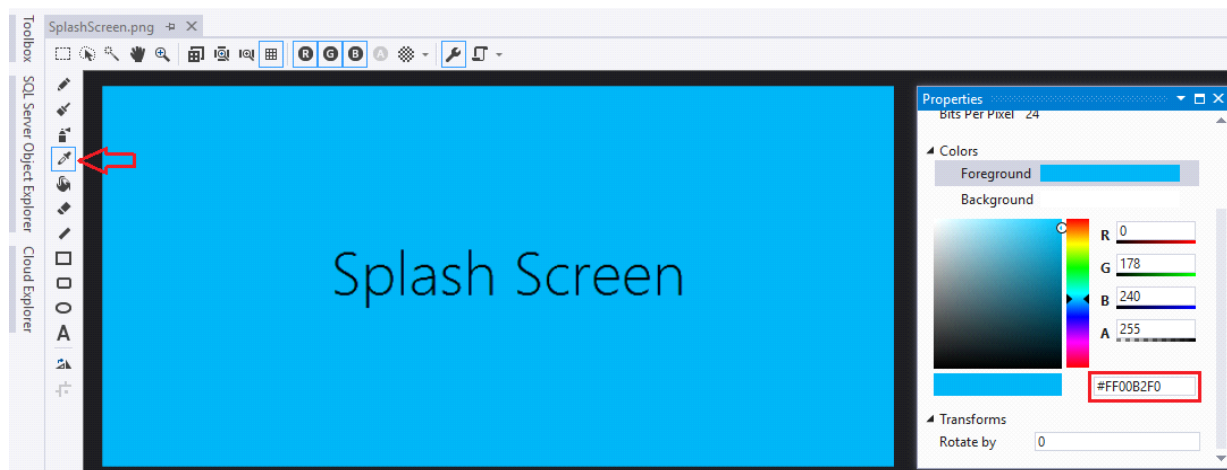 Toolbox
SQL Server Object Explorer
Cloud Explorer
SplashScreen.png
R G B A
A
Splash Screen
Properties
Bits Per Pixel 24
Colors
Foreground
Background
R 0
G 178
B 240
A 255
#FF00B2F0
Transforms
Rotate by 0